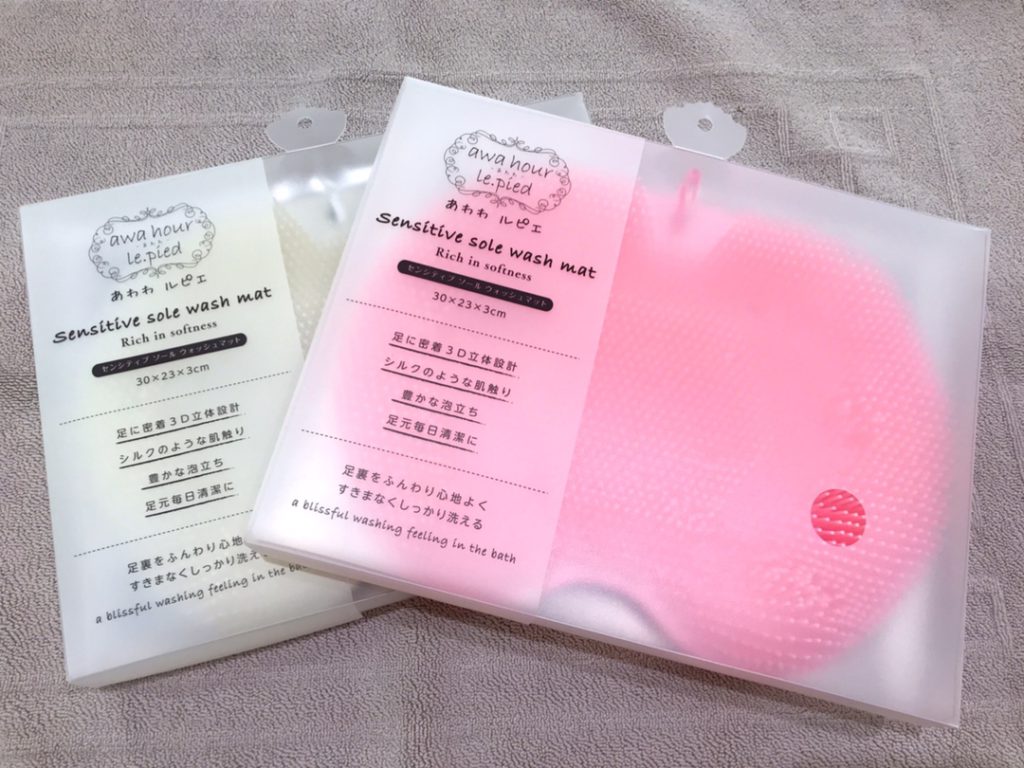 awa hour
あわわ
le.pied
あわわ ルピエ
Sensitive sole wash mat
Rich in softness
センシティブ ソール ウォッシュマット
30×23×3cm
足に密着3D立体設計
シルクのような肌触り
豊かな泡立ち
足元毎日清潔に
足裏をふんわり心地
すきまなくしっかり洗え
a blissful washing feeling in the ba
awa hour
あわわ
le.pied
あわわ ルピエ
Sensitive sole wash mat
Rich in softness
センシティブ ソール ウォッシュマット
30×23×3cm
足に密着3D立体設計
シルクのような肌触り
豊かな泡立ち
足元毎日清潔に
足裏をふんわり心地よく
すきまなくしっかり洗える
a blissful washing feeling in the bath